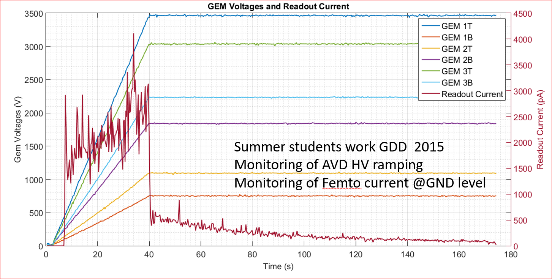 GEM Voltages and Readout Current
3500
3000
2500
2000
1500
1000
500
0
Gem Voltages (V)
4500
4000
3500
3000
2500
2000
1500
1000
500
0
Readout Current (pA)
GEM 1T
GEM 1B
GEM 2T
GEM 2B
GEM 3T
GEM 3B
Readout Current
Summer students work GDD 2015
Monitoring of AVD HV ramping
Monitoring of Femto current @GND level
0 20 40 60 80 100 120 140 160 180
Time (s)